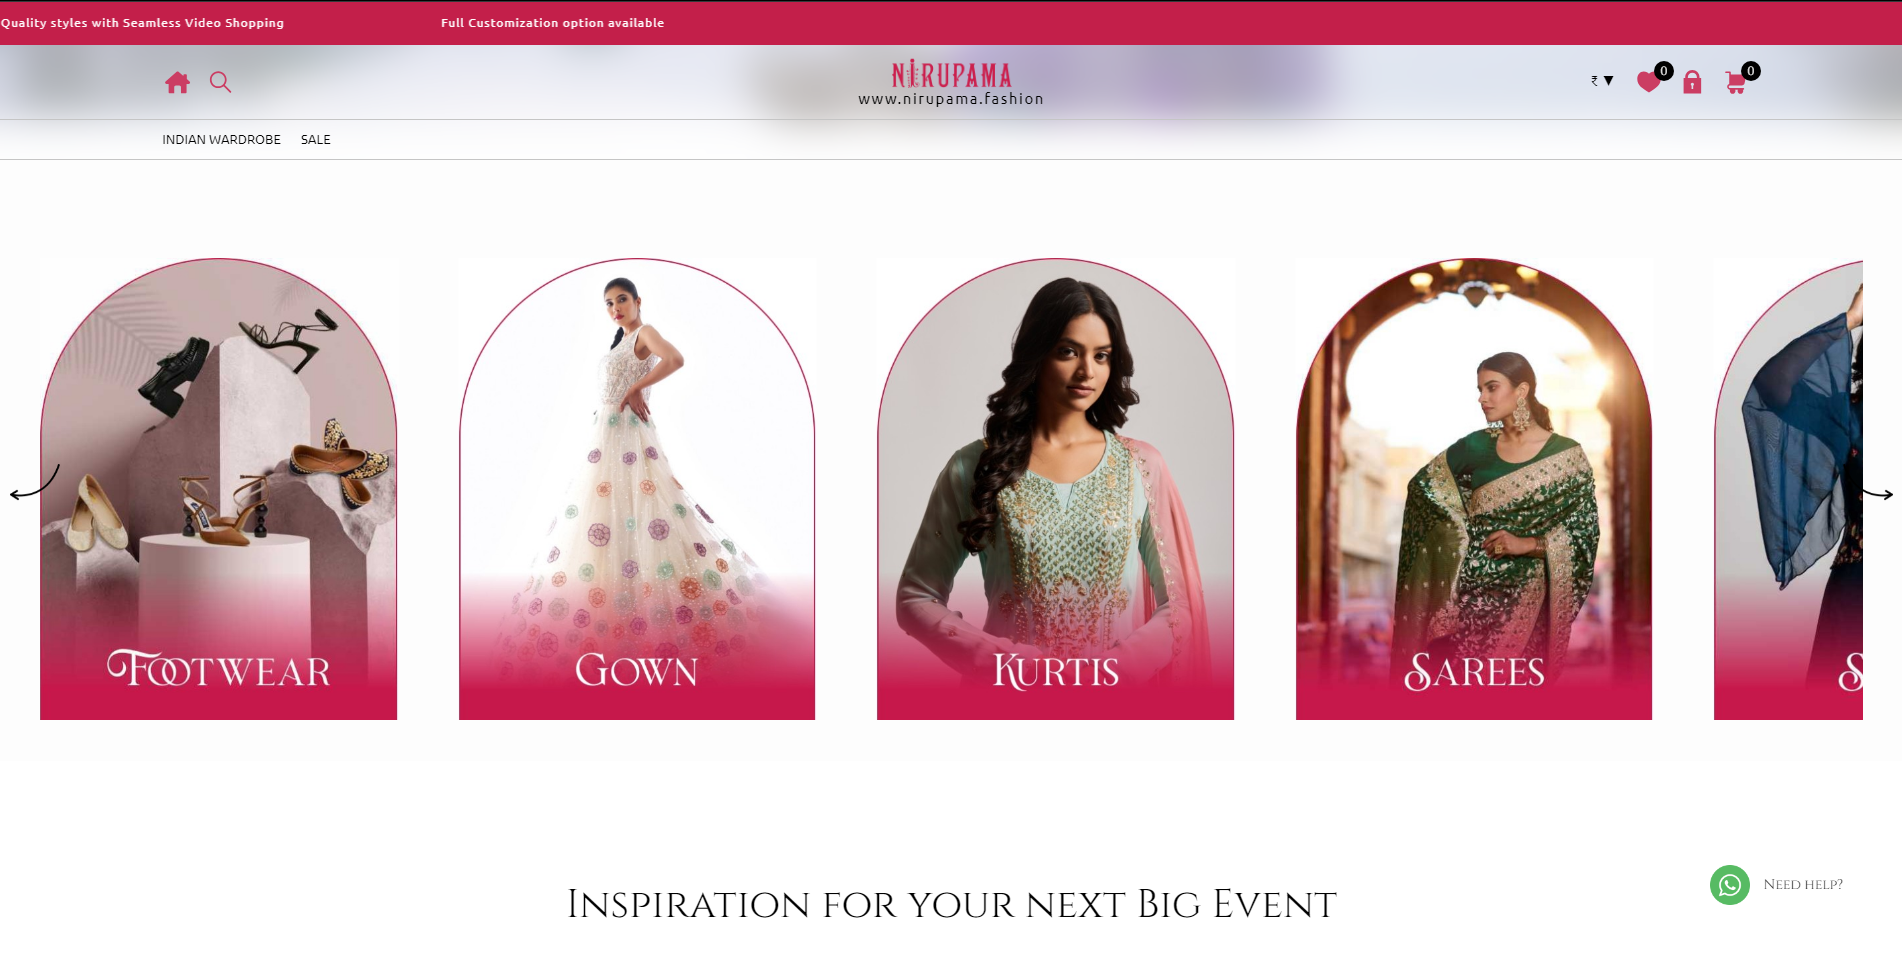 Quality styles with Seamless Video Shopping
Full Customization option available
NIRUPAMA
www.nirupama.fashion
₹ ▼
0
0
INDIAN WARDROBE
SALE
FOOTWEAR
GOWN
KURTIS
SAREES
S
INSPIRATION FOR YOUR NEXT BIG EVENT
NEED HELP?